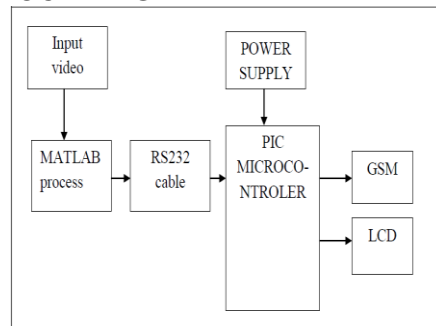 Input
video
POWER
SUPPLY
MATLAB
process
RS232
cable
PIC
MICROCO-
NTROLER
GSM
LCD